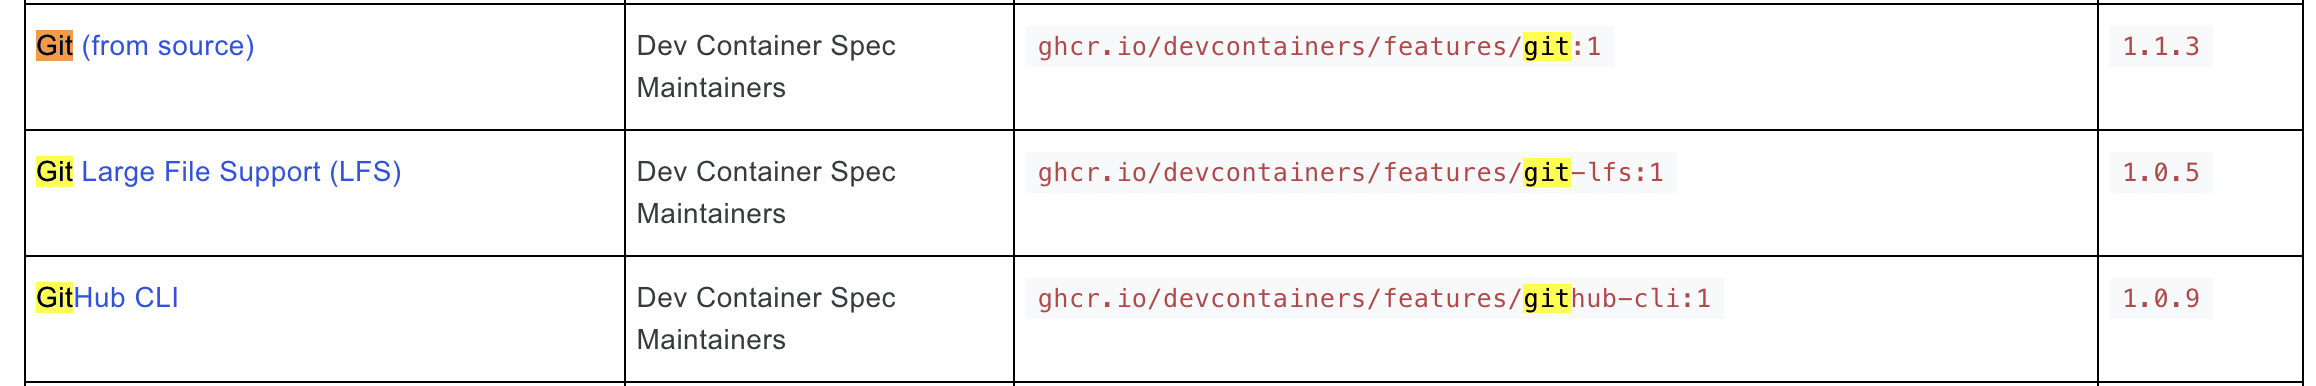 Git (from source)
Dev Container Spec
Maintainers
ghcr.io/devcontainers/features/git:1
1.1.3
Git Large File Support (LFS)
Dev Container Spec
Maintainers
ghcr.io/devcontainers/features/git-lfs:1
1.0.5
GitHub CLI
Dev Container Spec
Maintainers
ghcr.io/devcontainers/features/github-cli:1
1.0.9